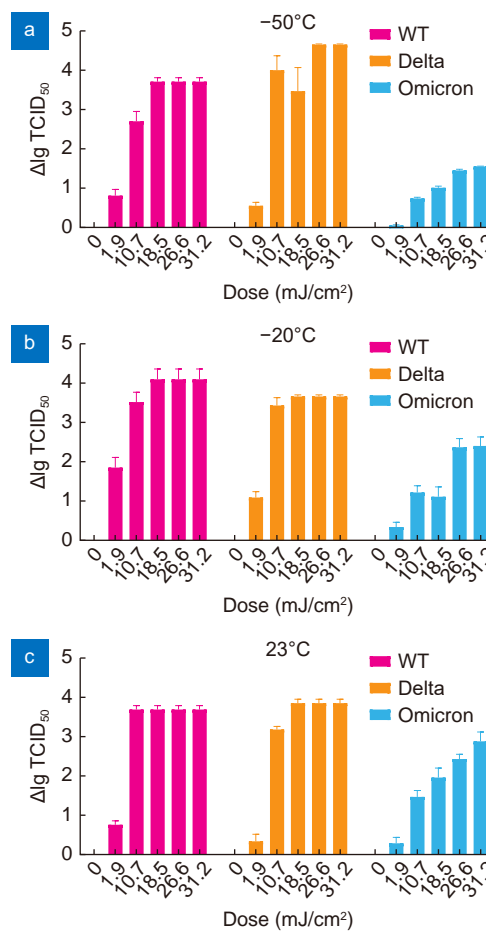 a
−50°C
5
4
3
2
1
0
Δlg TCID50
WT
Delta
Omicron
0 1.9 10.7 18.5 26.6 31.2 0 1.9 10.7 18.5 26.6 31.2 0 1.9 10.7 18.5 26.6 31.2
Dose (mJ/cm²)
b
−20°C
5
4
3
2
1
0
Δlg TCID50
WT
Delta
Omicron
0 1.9 10.7 18.5 26.6 31.2 0 1.9 10.7 18.5 26.6 31.2 0 1.9 10.7 18.5 26.6 31.2
Dose (mJ/cm²)
c
23°C
5
4
3
2
1
0
Δlg TCID50
WT
Delta
Omicron
0 1.9 10.7 18.5 26.6 31.2 0 1.9 10.7 18.5 26.6 31.2 0 1.9 10.7 18.5 26.6 31.2
Dose (mJ/cm²)